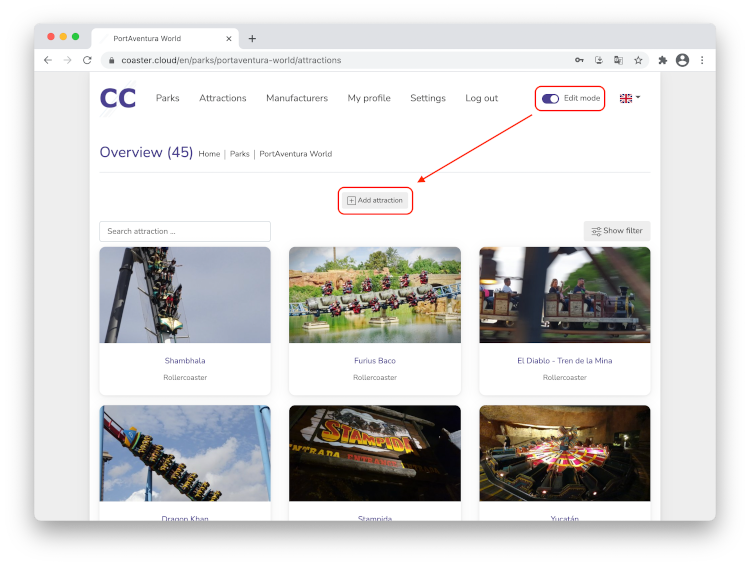 PortAventura World
coaster.cloud/en/parks/portaventura-world/attractions
CC Parks Attractions Manufacturers My profile Settings Log out Edit mode
Overview (45) Home | Parks | PortAventura World
Add attraction
Search attraction ... Show filter
Shambhala Furius Baco El Diablo - Tren de la Mina
Rollercoaster Rollercoaster Rollercoaster
STAMPIDA
ENTRADA ENTRANCE
Dragon Khan Stampida Yucatán